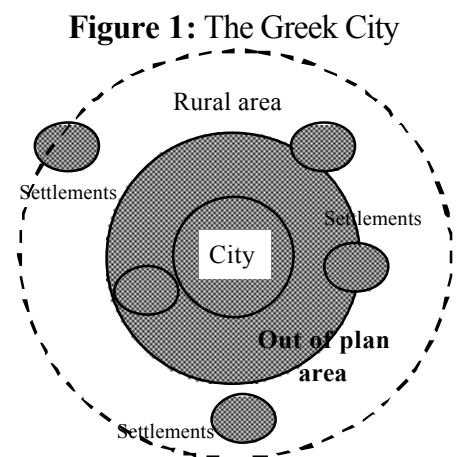 Figure 1: The Greek City
Rural area
Settlements
Settlements
City
Out of plan
area
Settlements